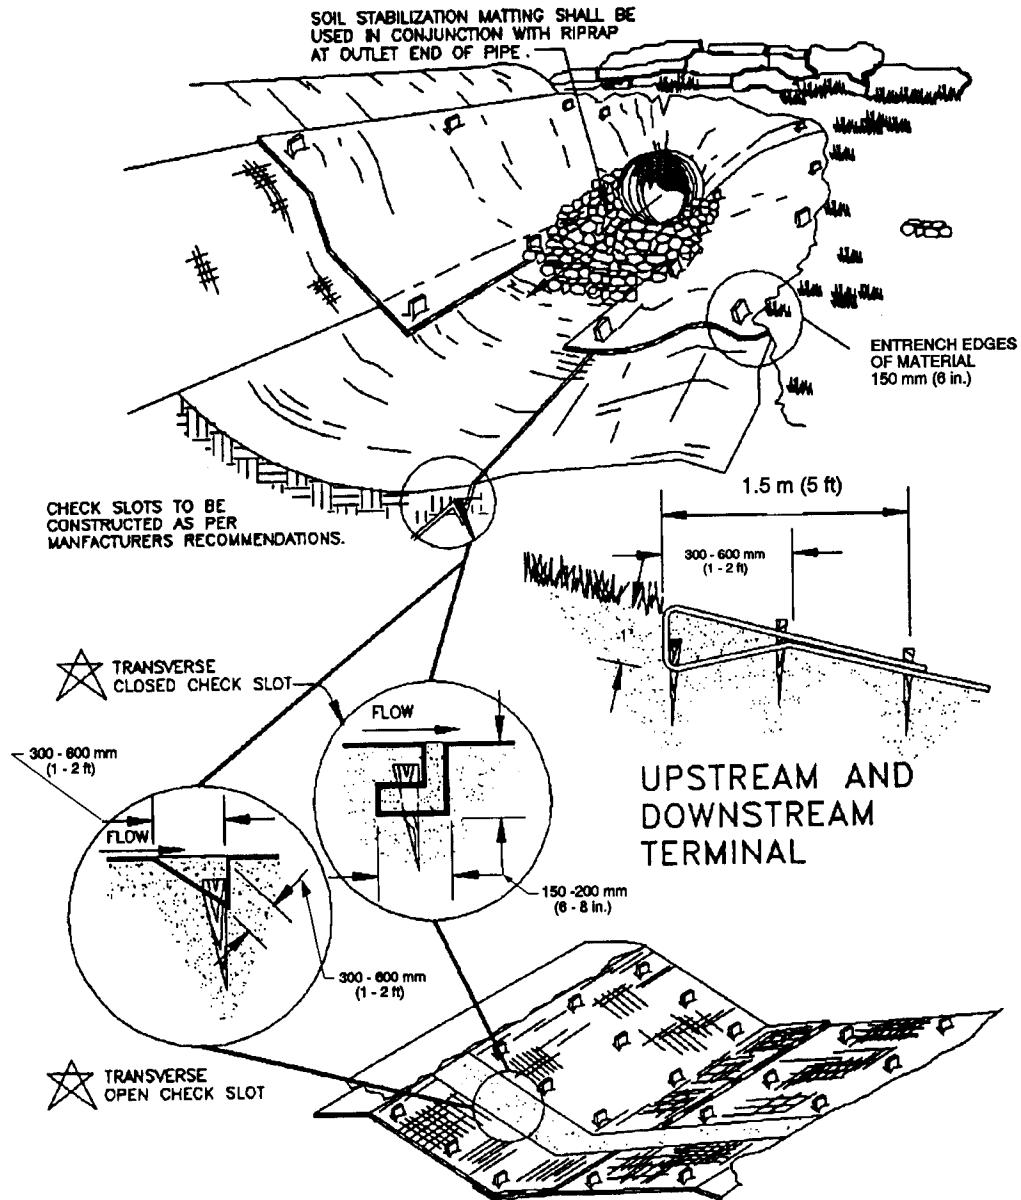 SOIL STABILIZATION MATTING SHALL BE
USED IN CONJUNCTION WITH RIPRAP
AT OUTLET END OF PIPE.
ENTRENCH EDGES
OF MATERIAL
150 mm (6 in.)
CHECK SLOTS TO BE
CONSTRUCTED AS PER
MANFACTURERS RECOMMENDATIONS.
1.5 m (5 ft)
300 - 600 mm
(1 - 2 ft)
1'
TRANSVERSE
CLOSED CHECK SLOT
FLOW
300 - 600 mm
(1 - 2 ft)
FLOW
UPSTREAM AND
DOWNSTREAM
TERMINAL
150 -200 mm
(6 - 8 in.)
300 - 600 mm
(1 - 2 ft)
TRANSVERSE
OPEN CHECK SLOT